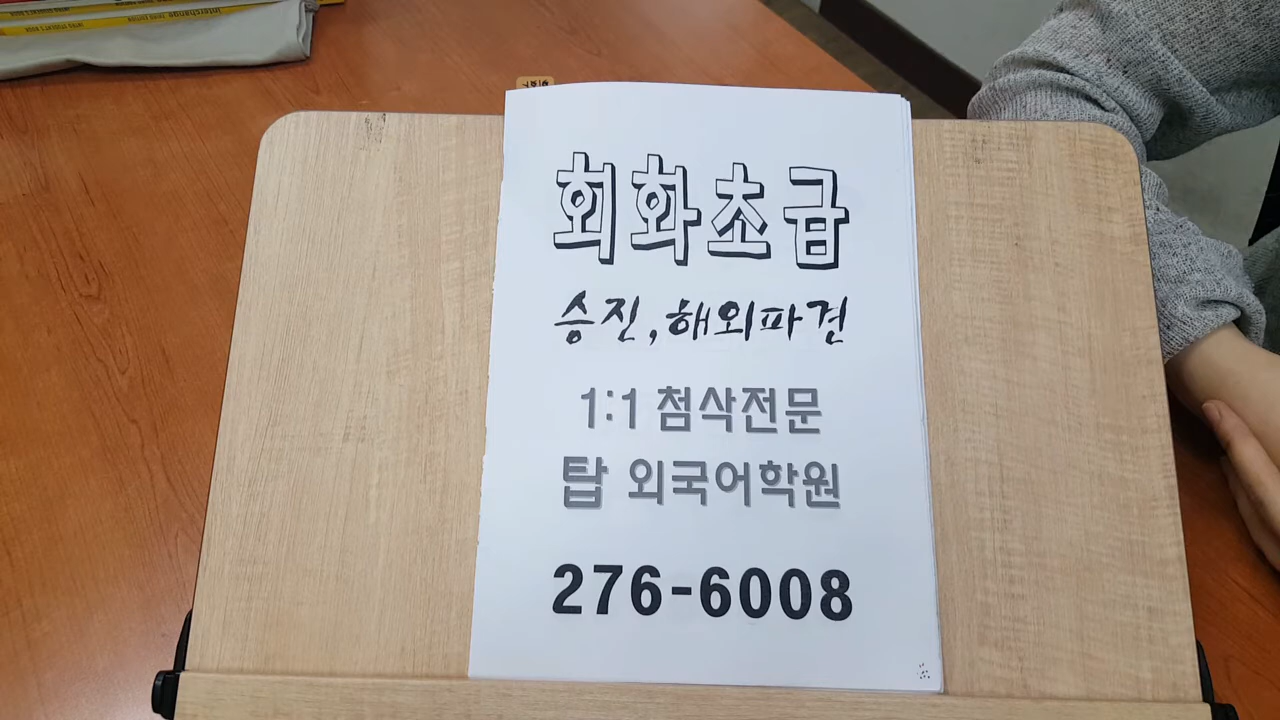 interchange
회화초급
승진, 해외파견
1:1 첨삭전문
탑 외국어학원
276-6008